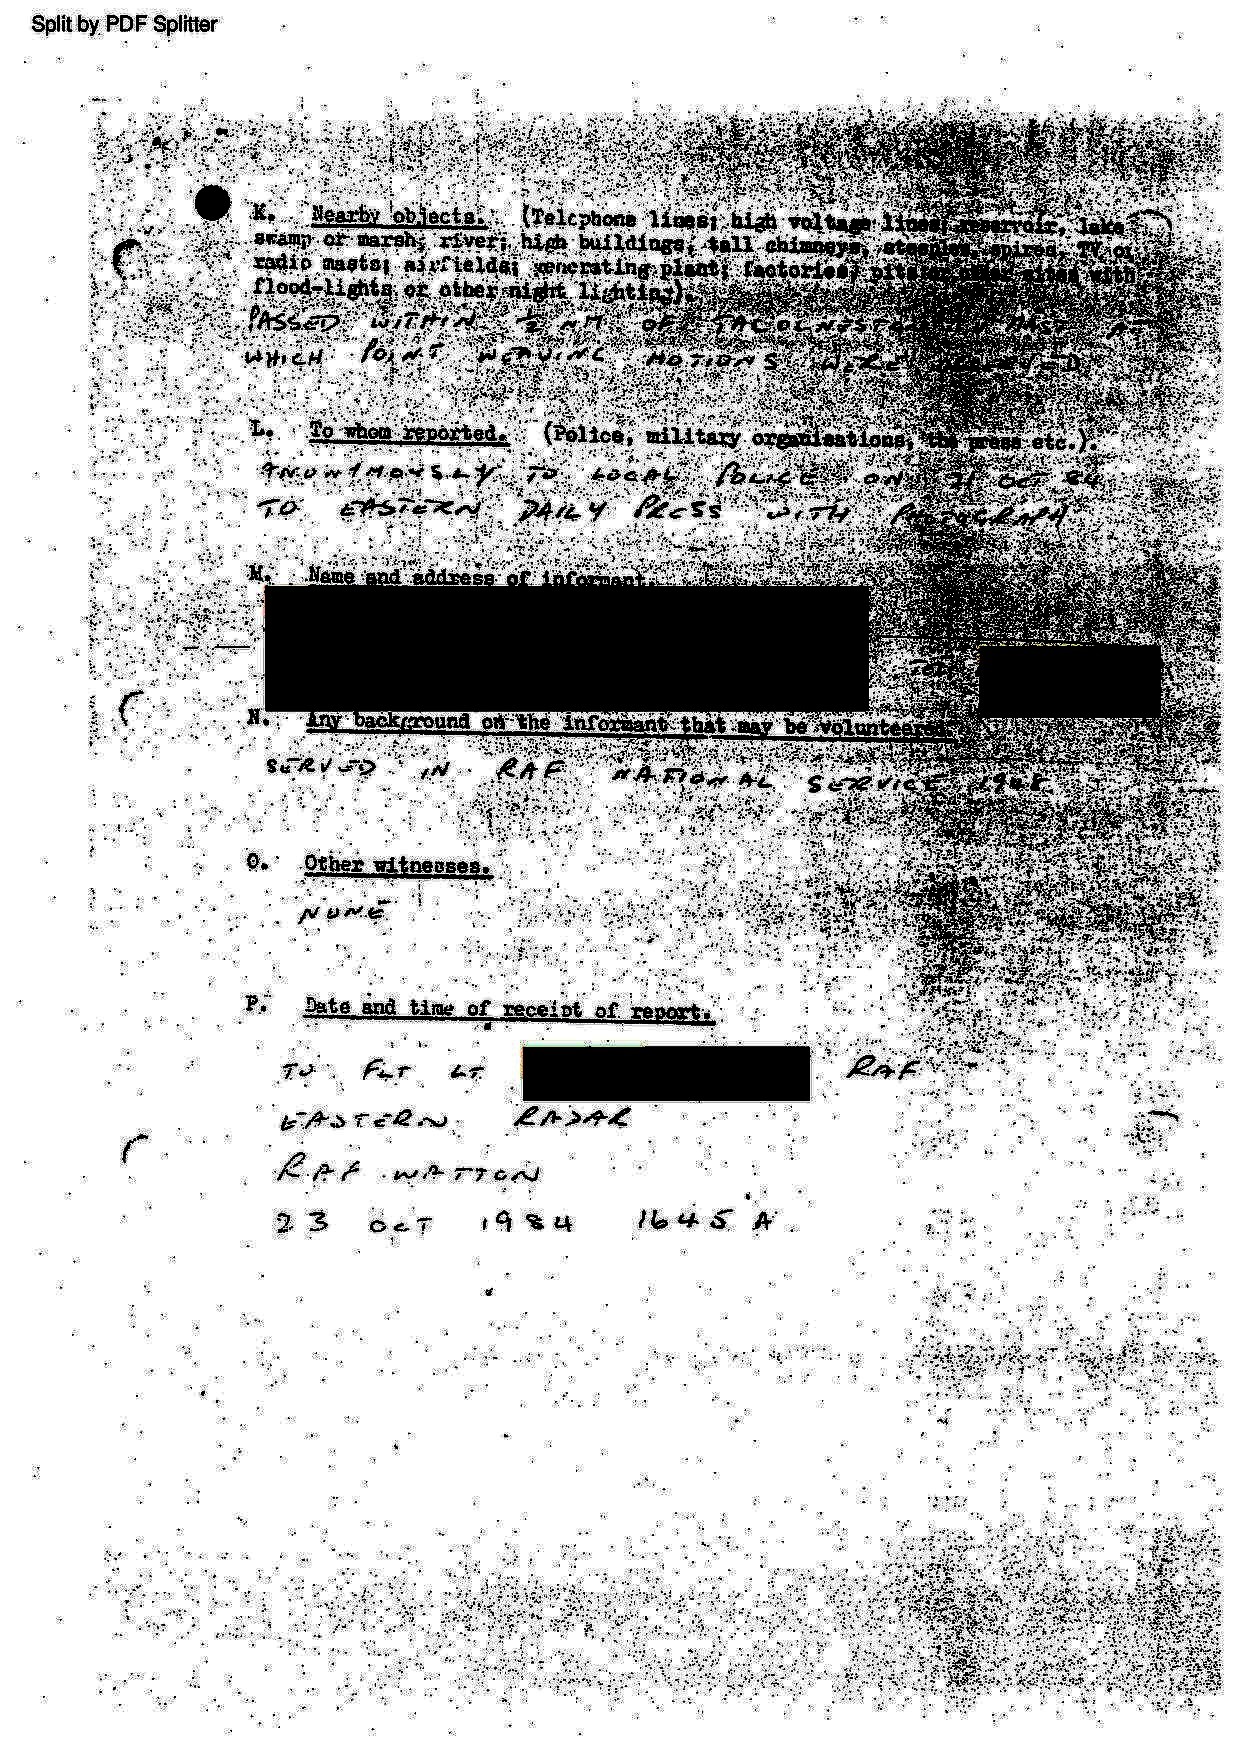 Split by PDF Splitter
K. Nearby objects. (Telephone lines; high voltage lines; reservoir, lake
swamp or marsh; river; high buildings, tall chimneys, steeples, spires, TV or
radio masts; airfields; generating plant; factories; pits or other sites with
flood-lights or other night lighting).
PASSED WITHIN ½ NM OF TACOLNESTON TV MAST AT
WHICH POINT WEAVING MOTIONS WERE OBSERVED
L. To whom reported. (Police, military organisations, the press etc.).
ANONYMOUSLY TO LOCAL POLICE ON 21 OCT 84
TO EASTERN DAILY PRESS WITH PHOTOGRAPH
M. Name and address of informant.
N. Any background on the informant that may be volunteered.
SERVED IN RAF NATIONAL SERVICE 1948
O. Other witnesses.
NONE
P. Date and time of receipt of report.
TO FLT LT RAF
EASTERN RADAR
RAF WATTON
23 OCT 1984 1645 A